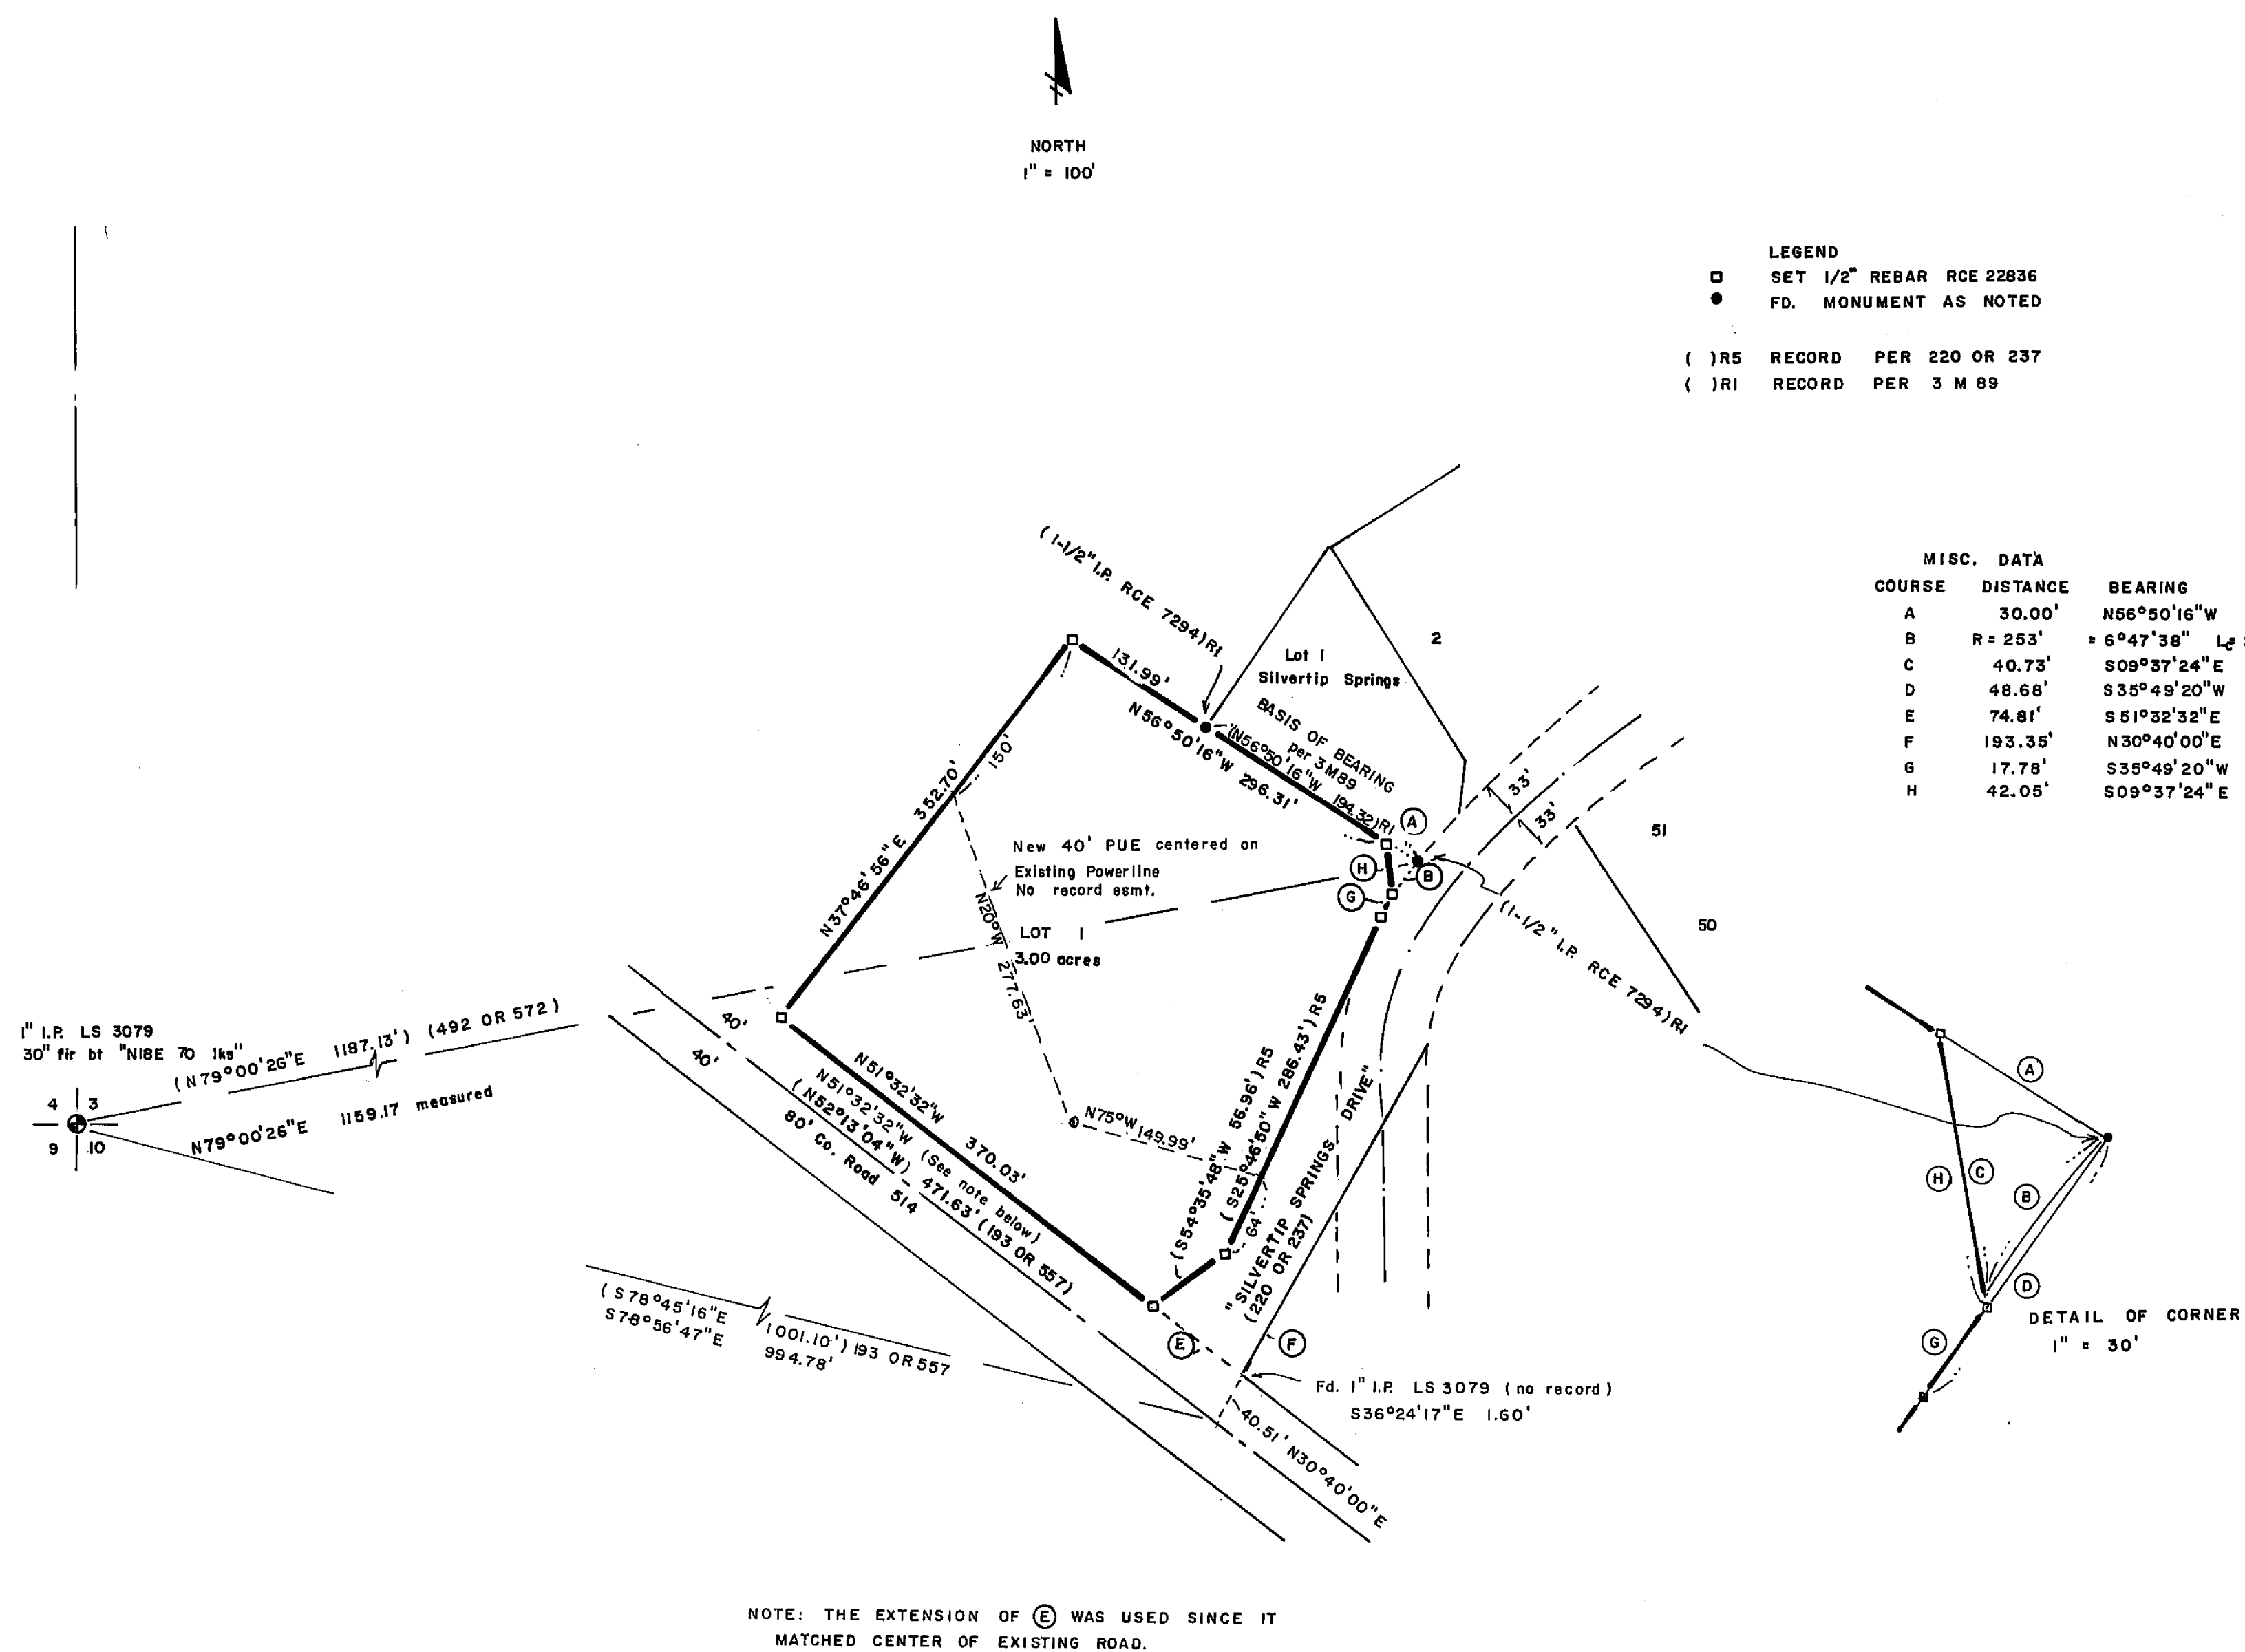 NORTH
1" = 100'
LEGEND
SET 1/2" REBAR RCE 22836
FD. MONUMENT AS NOTED
( )R5 RECORD PER 220 OR 237
( )R1 RECORD PER 3 M 89
MISC. DATA
COURSE DISTANCE BEARING
A 30.00' N56°50'16"W
B R = 253' = 6°47'38" Lc=
C 40.73' S09°37'24"E
D 48.68' S35°49'20"W
E 74.81' S51°32'32"E
F 193.35' N30°40'00"E
G 17.78' S35°49'20"W
H 42.05' S09°37'24"E
(1-1/2" I.P. RCE 7294)R1
2
Lot 1
Silvertip Springs
131.99'
N56°50'16"W 296.31'
BASIS OF BEARING
per 3M89
(N56°50'16"W 194.32)R1
A
33'
33'
51
50
150'
N37°46'56"E 352.70'
New 40' PUE centered on
Existing Powerline
No record esmt.
H
B
G
(1-1/2" I.P. RCE 7294)R1
N20°W 277.63'
LOT 1
3.00 acres
1" I.P. LS 3079
30" fir bt "N18E 70 lks"
(N79°00'26"E 1187.13') (492 OR 572)
N79°00'26"E 1159.17 measured
4 3
9 10
40'
40'
N51°32'32"W 370.03'
N51°32'32"W (See note below)
(N52°13'04"W) 471.63' (193 OR 557)
80' Co. Road 514
N75°W 149.99'
(S54°35'48"W 56.96')R5
(S25°46'50"W 286.43')R5
64'
"SILVERTIP SPRINGS DRIVE"
(220 OR 237)
(S78°45'16"E 1001.10') 193 OR 557
S78°56'47"E 994.78'
E
F
Fd. 1" I.P. LS 3079 (no record)
S36°24'17"E 1.60'
40.51' N30°40'00"E
A
H
C
B
D
G
DETAIL OF CORNER
1" = 30'
NOTE: THE EXTENSION OF E WAS USED SINCE IT
MATCHED CENTER OF EXISTING ROAD.